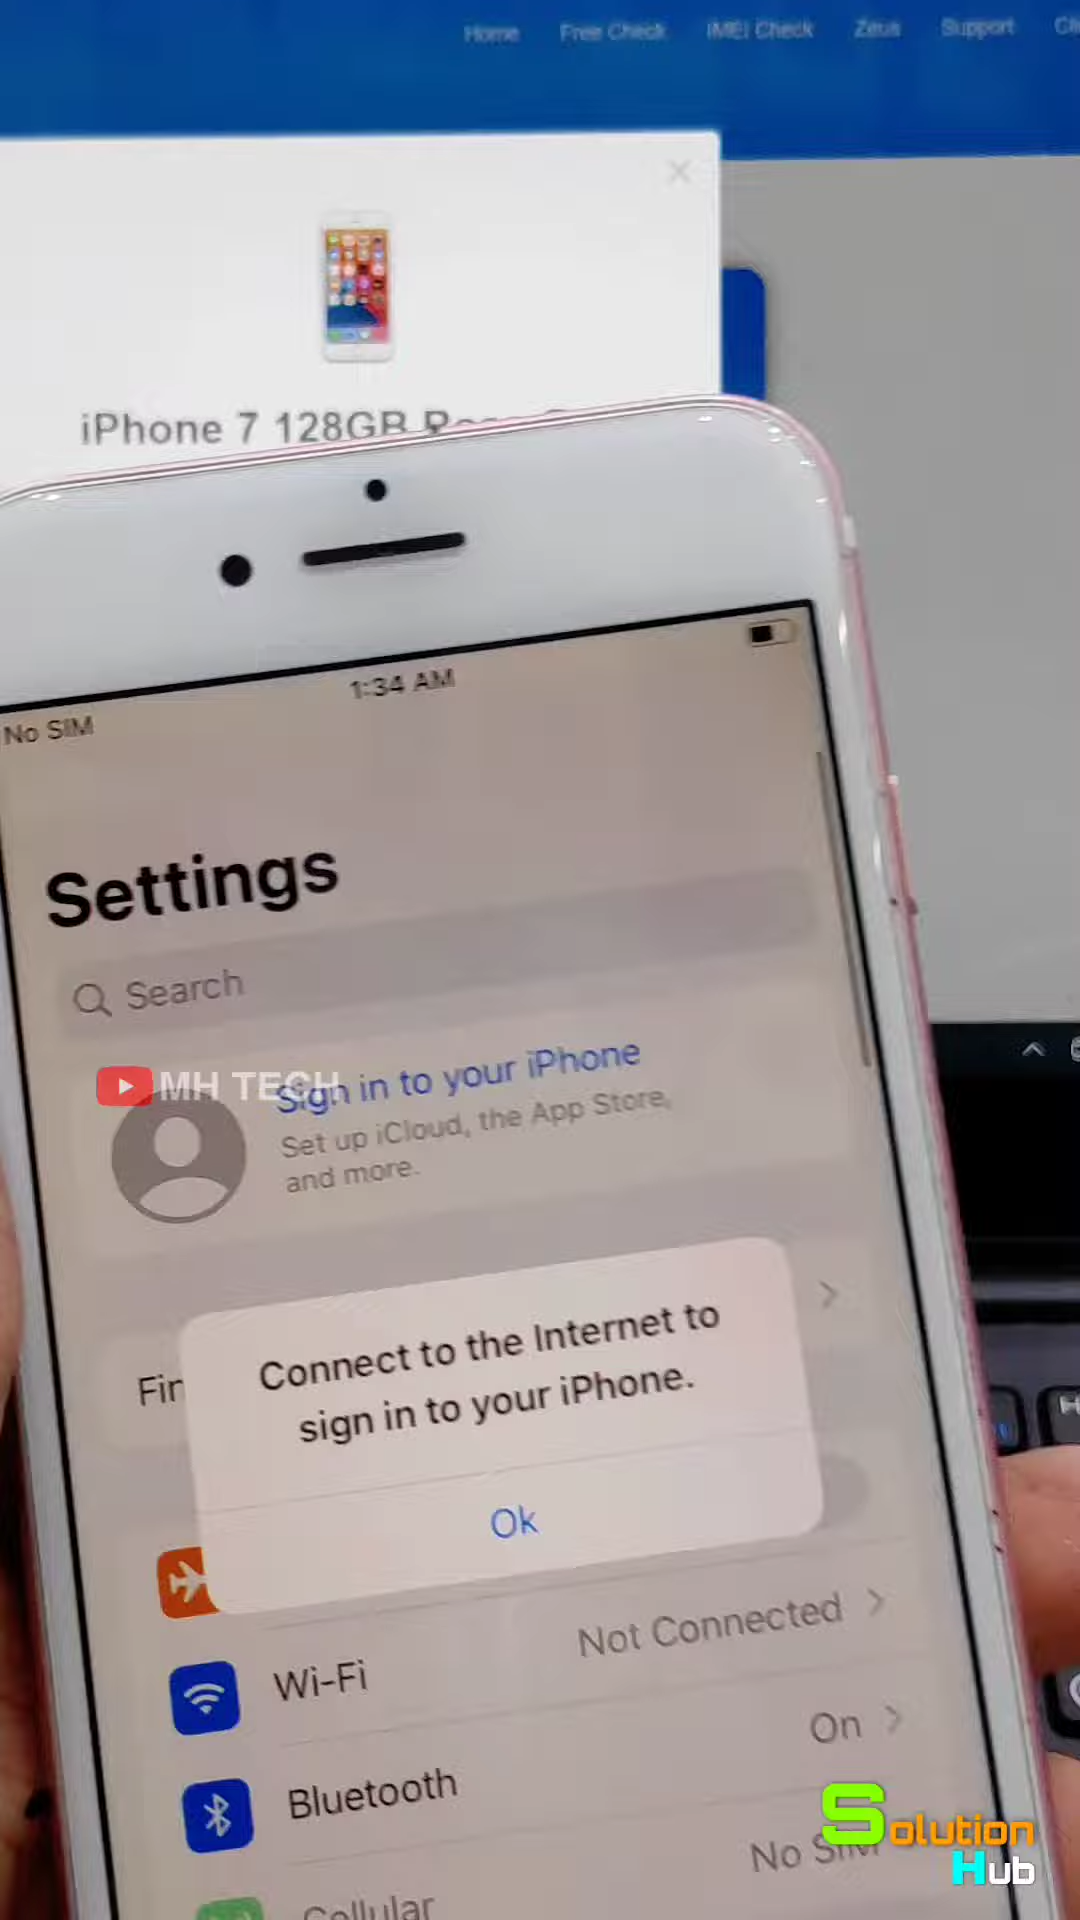 Home Free Check IMEI Check Zeus Support
iPhone 7 128GB
1:34 AM
No SIM
Settings
Search
MH TECH
Sign in to your iPhone
Set up iCloud, the App Store,
and more.
Connect to the Internet to
sign in to your iPhone.
Ok
Wi-Fi Not Connected
Bluetooth On
Cellular No SIM
Solution
Hub